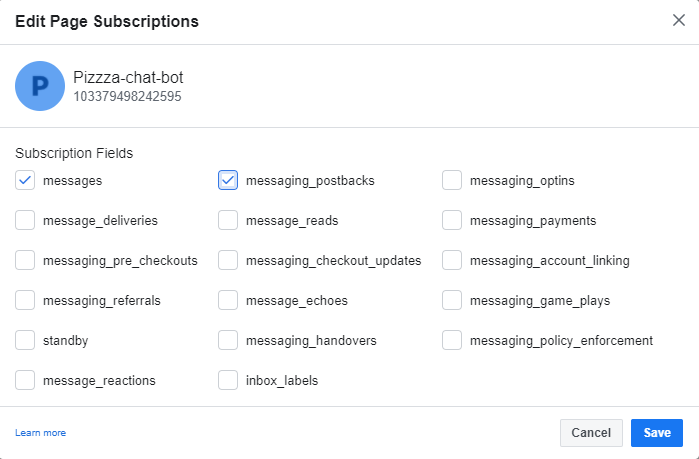 Edit Page Subscriptions
P
Pizzza-chat-bot
103379498242595
Subscription Fields
messages messaging_postbacks messaging_optins
message_deliveries message_reads messaging_payments
messaging_pre_checkouts messaging_checkout_updates messaging_account_linking
messaging_referrals message_echoes messaging_game_plays
standby messaging_handovers messaging_policy_enforcement
message_reactions inbox_labels
Learn more Cancel Save